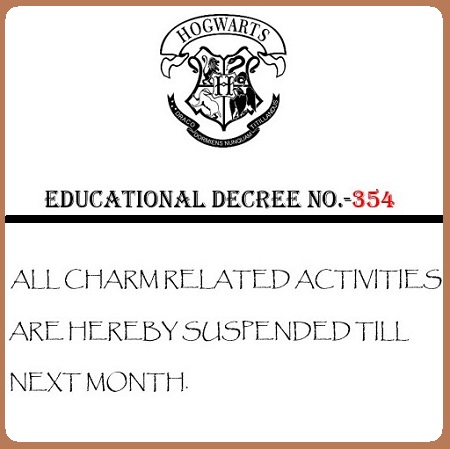 HOGWARTS
H
DRACO DORMIENS NUNQUAM TITILLANDUS
EDUCATIONAL DECREE NO.-354
ALL CHARM RELATED ACTIVITIES
ARE HEREBY SUSPENDED TILL
NEXT MONTH.